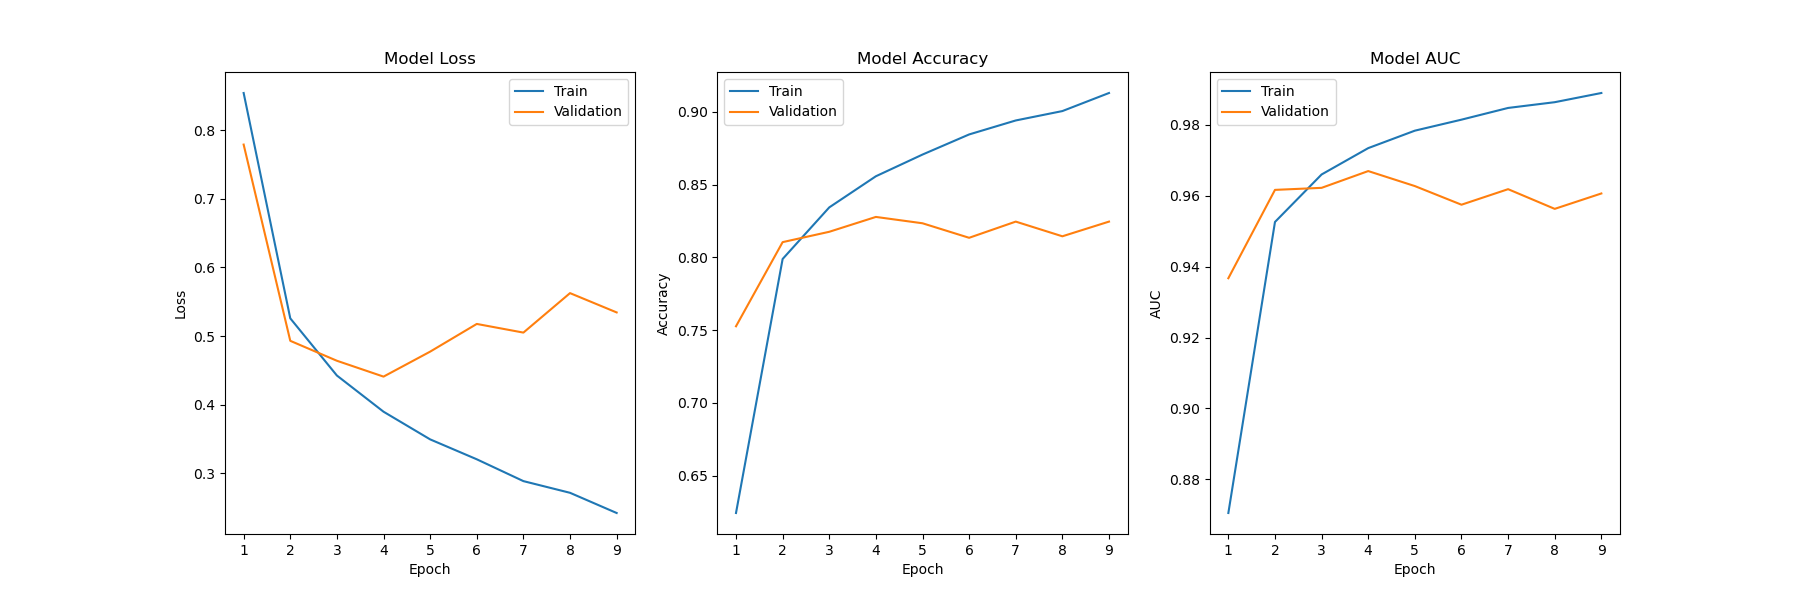 Model Loss
Train
Validation
0.8
0.7
0.6
0.5
0.4
0.3
Loss
1 2 3 4 5 6 7 8 9
Epoch
Model Accuracy
Train
Validation
0.90
0.85
0.80
0.75
0.70
0.65
Accuracy
1 2 3 4 5 6 7 8 9
Epoch
Model AUC
Train
Validation
0.98
0.96
0.94
0.92
0.90
0.88
AUC
1 2 3 4 5 6 7 8 9
Epoch